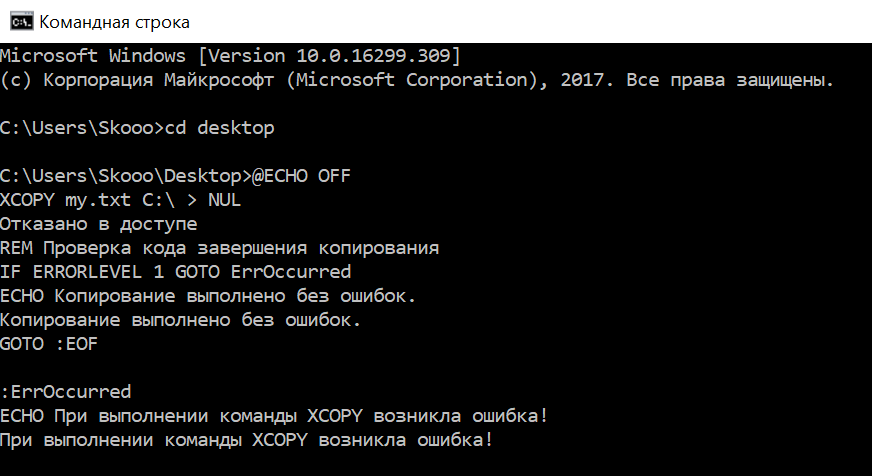 Командная строка
Microsoft Windows [Version 10.0.16299.309]
(c) Корпорация Майкрософт (Microsoft Corporation), 2017. Все права защищены.
C:\Users\Skooo>cd desktop
C:\Users\Skooo\Desktop>@ECHO OFF
XCOPY my.txt C:\ > NUL
Отказано в доступе
REM Проверка кода завершения копирования
IF ERRORLEVEL 1 GOTO ErrOccurred
ECHO Копирование выполнено без ошибок.
Копирование выполнено без ошибок.
GOTO :EOF
:ErrOccurred
ECHO При выполнении команды XCOPY возникла ошибка!
При выполнении команды XCOPY возникла ошибка!